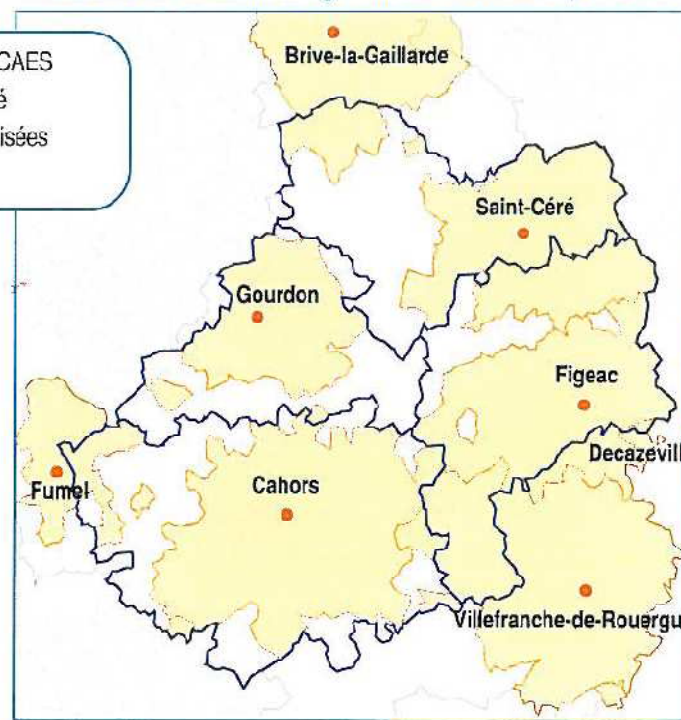 CAES
é
isées
Brive-la-Gaillarde
Saint-Céré
Gourdon
Figeac
Decazevill
Fumel
Cahors
Villefranche-de-Rouergu